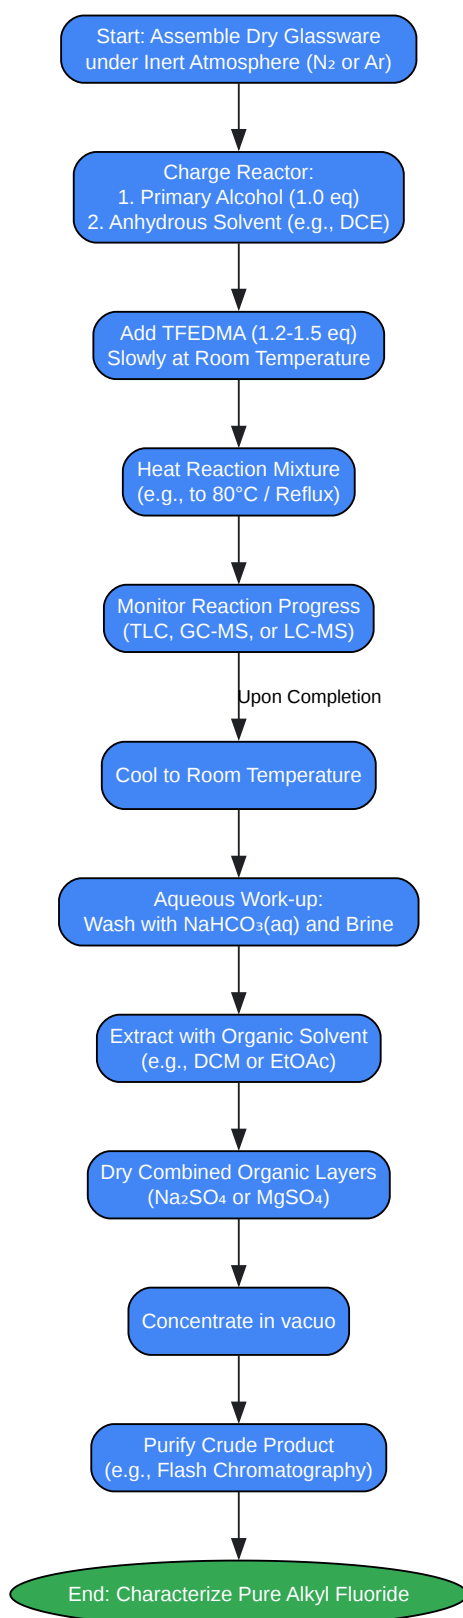 Start: Assemble Dry Glassware
under Inert Atmosphere (N₂ or Ar)
Charge Reactor:
1. Primary Alcohol (1.0 eq)
2. Anhydrous Solvent (e.g., DCE)
Add TFEDMA (1.2-1.5 eq)
Slowly at Room Temperature
Heat Reaction Mixture
(e.g., to 80°C / Reflux)
Monitor Reaction Progress
(TLC, GC-MS, or LC-MS)
Upon Completion
Cool to Room Temperature
Aqueous Work-up:
Wash with NaHCO₃(aq) and Brine
Extract with Organic Solvent
(e.g., DCM or EtOAc)
Dry Combined Organic Layers
(Na₂SO₄ or MgSO₄)
Concentrate in vacuo
Purify Crude Product
(e.g., Flash Chromatography)
End: Characterize Pure Alkyl Fluoride